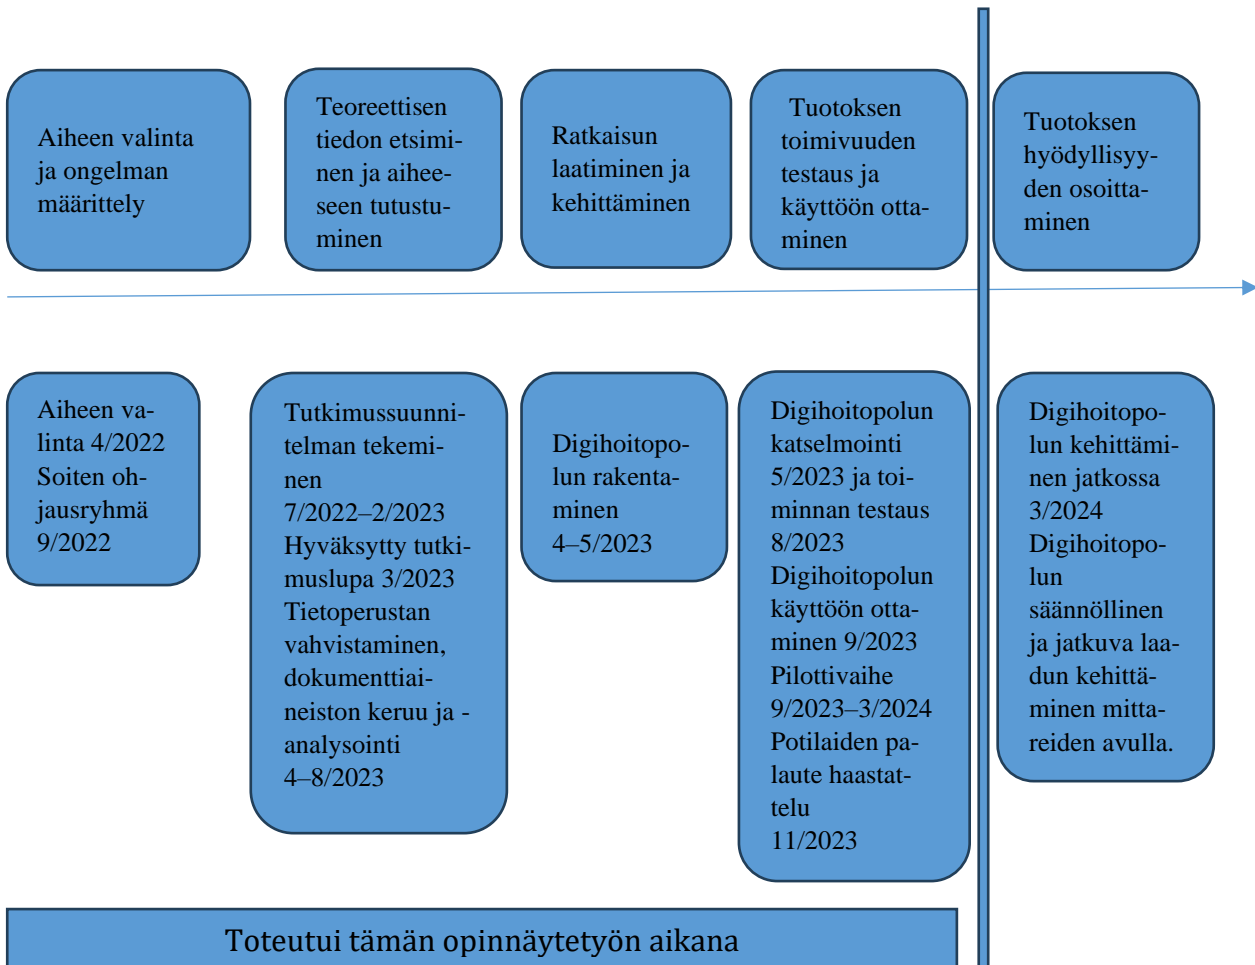 Aiheen valinta
ja ongelman
määrittely
Teoreettisen
tiedon etsimi-
nen ja aihee-
seen tutustu-
minen
Ratkaisun
laatiminen ja
kehittäminen
Tuotoksen
toimivuuden
testaus ja
käyttöön otta-
minen
Tuotoksen
hyödyllisyy-
den osoitta-
minen
Aiheen va-
linta 4/2022
Soiten oh-
jausryhmä
9/2022
Tutkimussuunni-
telman tekemi-
nen
7/2022–2/2023
Hyväksytty tutki-
muslupa 3/2023
Tietoperustan
vahvistaminen,
dokumenttiai-
neiston keruu ja -
analysointi
4–8/2023
Digihoitopo-
lun rakenta-
minen
4–5/2023
Digihoitopolun
katselmointi
5/2023 ja toi-
minnan testaus
8/2023
Digihoitopolun
käyttöön otta-
minen 9/2023
Pilottivaihe
9/2023–3/2024
Potilaiden pa-
laute haastat-
telu
11/2023
Digihoitopo-
lun kehittämi-
nen jatkossa
3/2024
Digihoitopo-
lun
säännöllinen
ja jatkuva laa-
dun kehittä-
minen mitta-
reiden avulla.
Toteutui tämän opinnäytetyön aikana